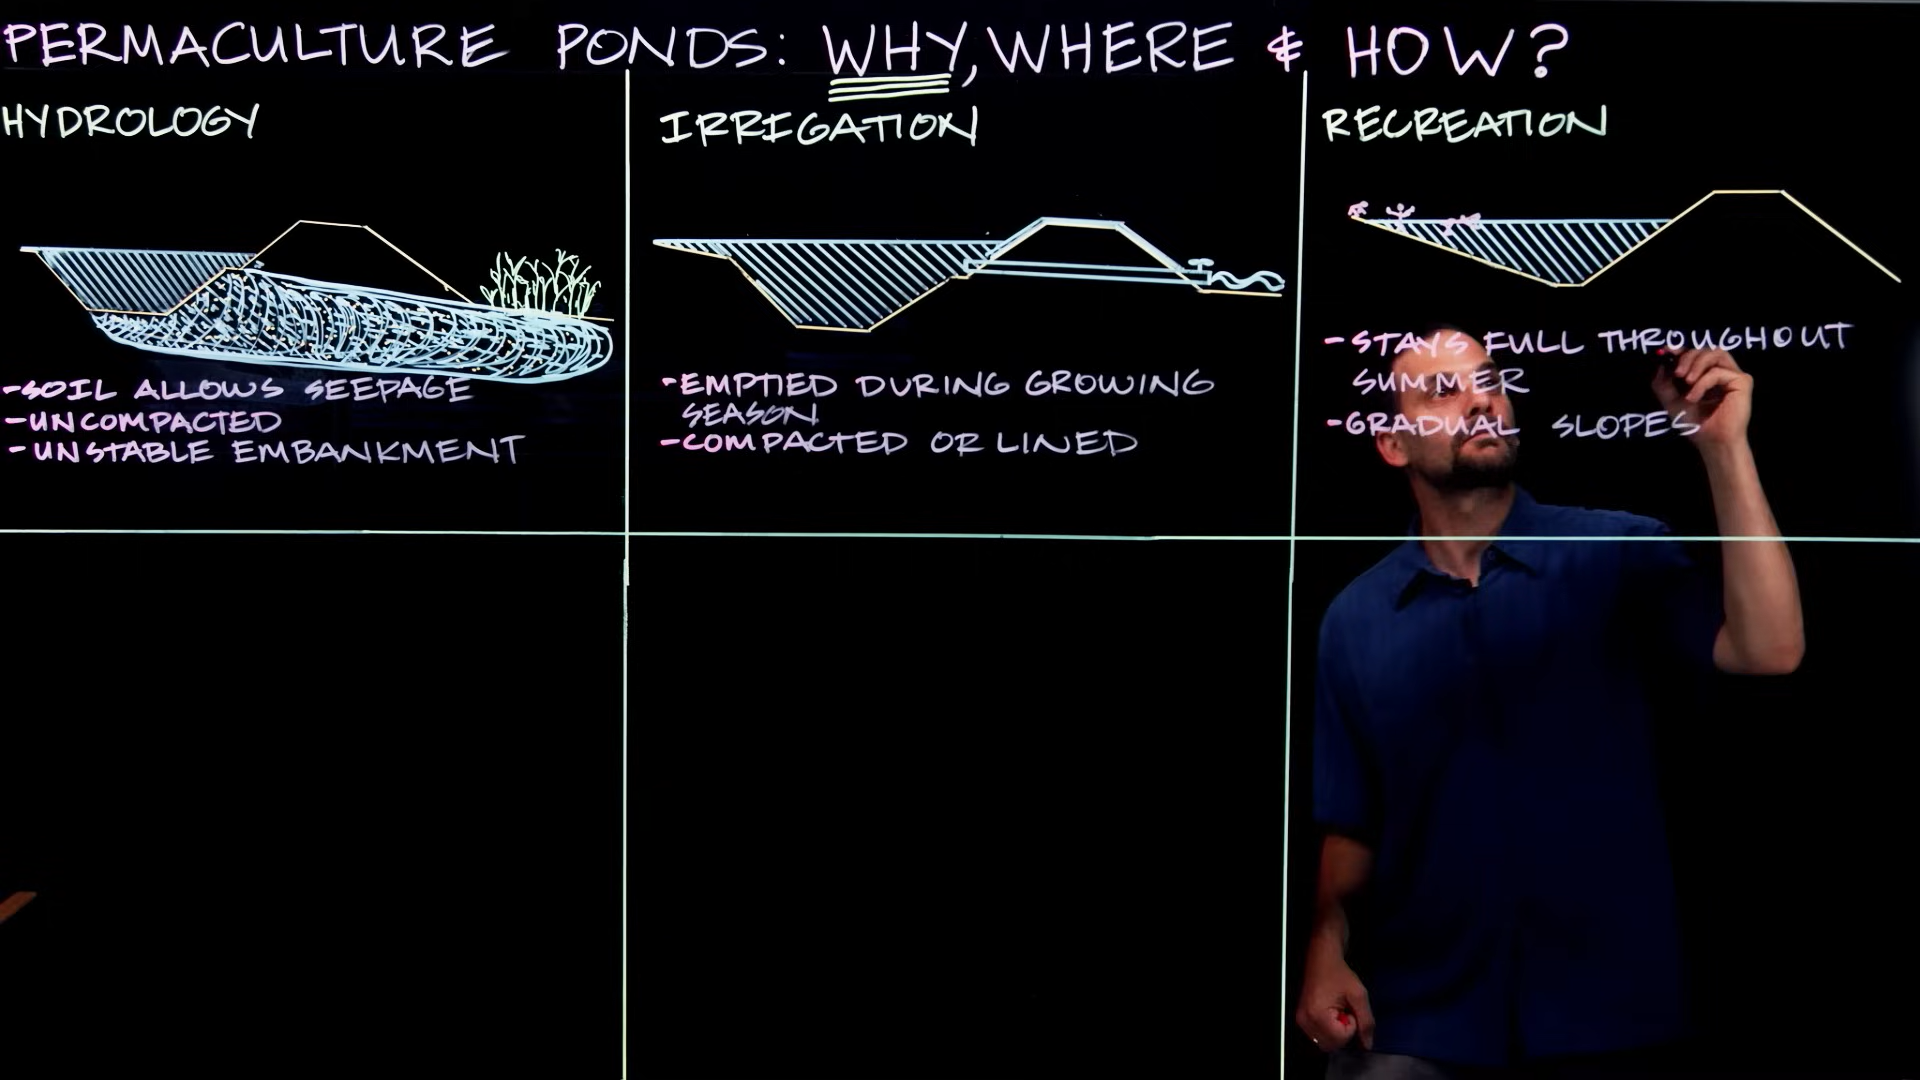 PERMACULTURE PONDS: WHY, WHERE & HOW?
HYDROLOGY
-SOIL ALLOWS SEEPAGE
-UNCOMPACTED
-UNSTABLE EMBANKMENT
IRRIGATION
-EMPTIED DURING GROWING
SEASON
-COMPACTED OR LINED
RECREATION
-STAYS FULL THROUGHOUT
SUMMER
-GRADUAL SLOPES